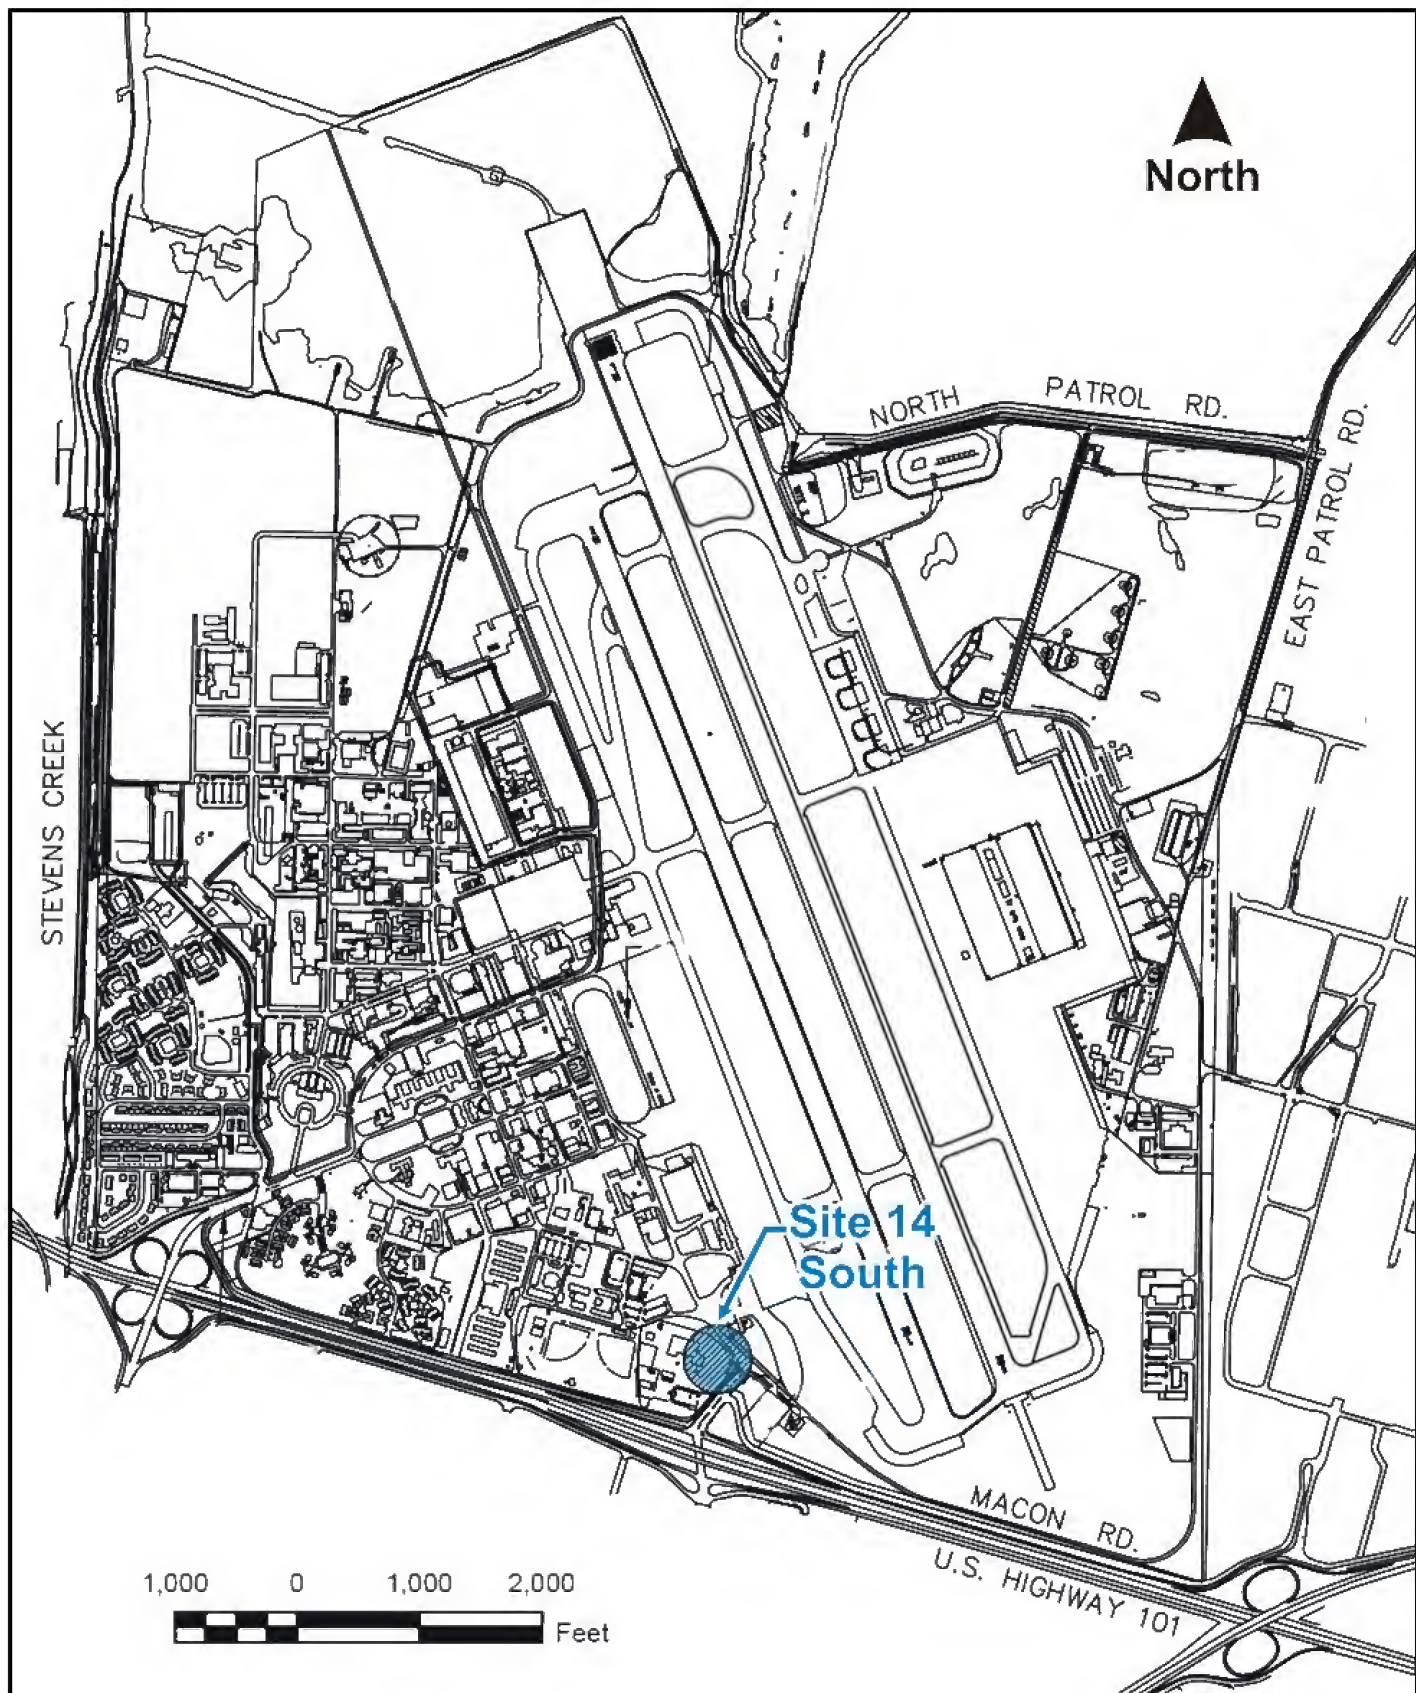 North
NORTH PATROL RD.
EAST PATROL RD.
STEVENS CREEK
Site 14
South
MACON RD.
U.S. HIGHWAY 101
1,000 0 1,000 2,000
Feet